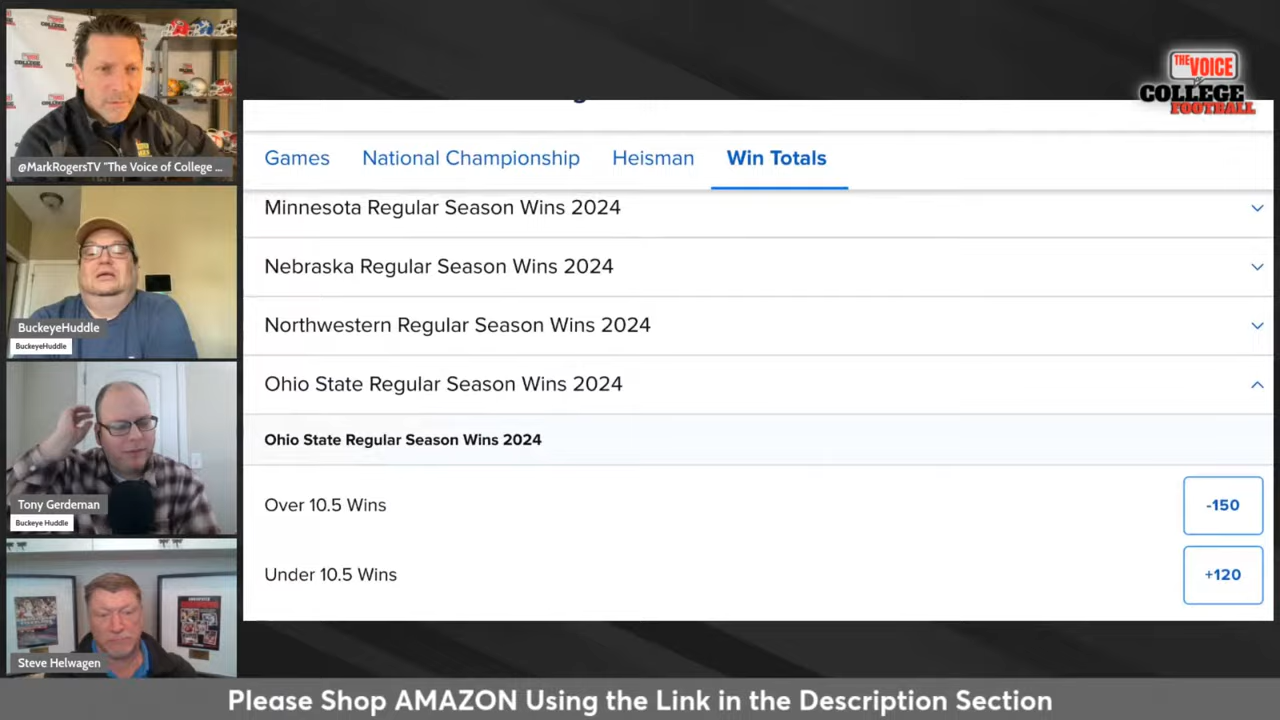 @MarkRogersTV "The Voice of College ...
BuckeyeHuddle
BuckeyeHuddle
Tony Gerdeman
Buckeye Huddle
Steve Helwagen
THE VOICE
OF
COLLEGE
FOOTBALL
Games National Championship Heisman Win Totals
Minnesota Regular Season Wins 2024
Nebraska Regular Season Wins 2024
Northwestern Regular Season Wins 2024
Ohio State Regular Season Wins 2024
Ohio State Regular Season Wins 2024
Over 10.5 Wins -150
Under 10.5 Wins +120
Please Shop AMAZON Using the Link in the Description Section